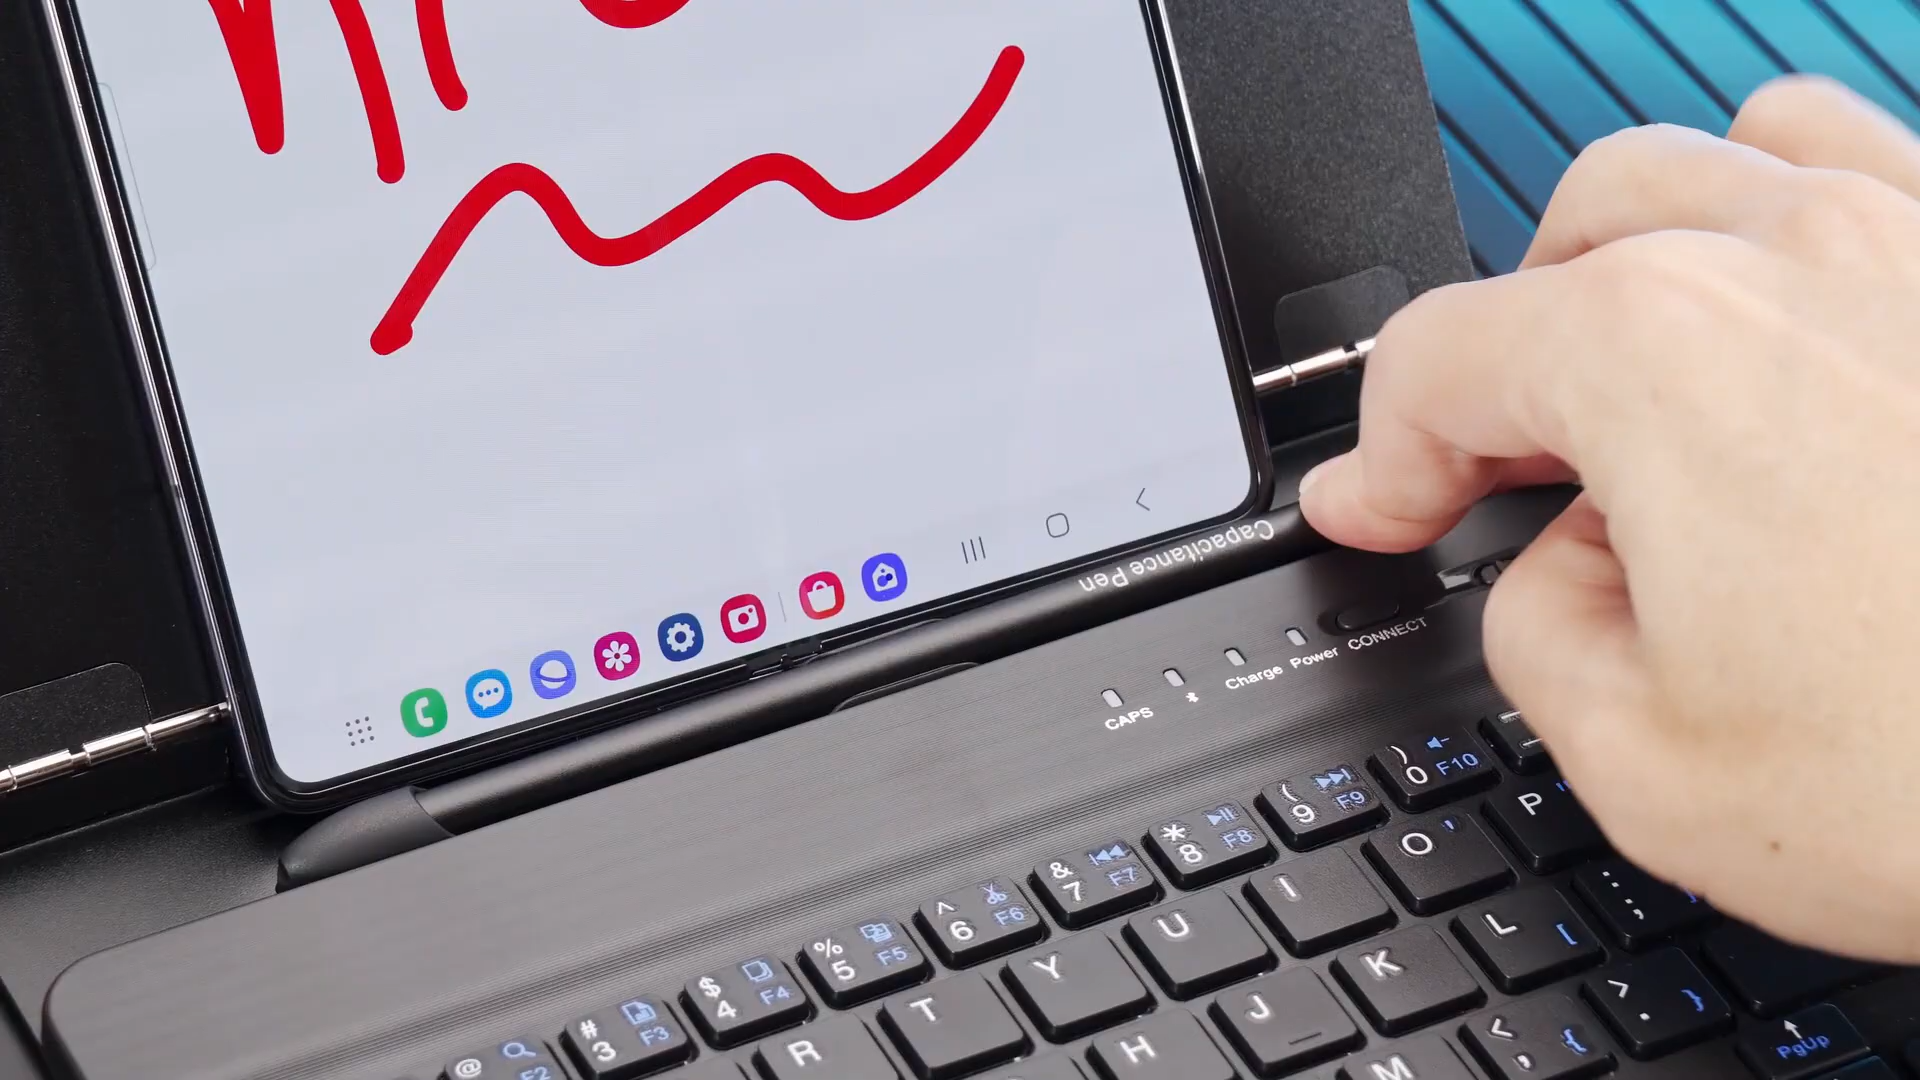 Capacitance Pen
CAPS Charge Power CONNECT
@ F2 # 3 F3 $ 4 F4 % 5 F5 ^ 6 F6 & 7 F7 * 8 F8 ( 9 F9 ) 0 F10
R T Y U I O P
H J K L : ;
M < , > . PgUp